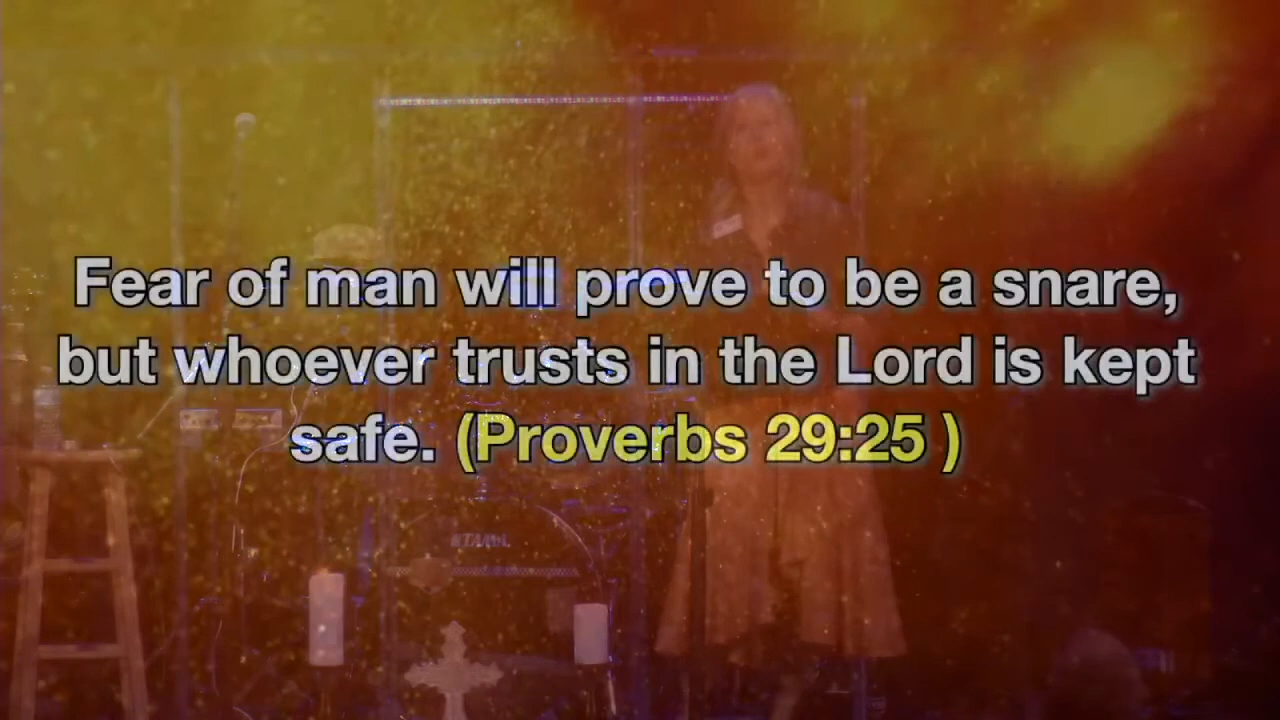 Fear of man will prove to be a snare,
but whoever trusts in the Lord is kept
safe. (Proverbs 29:25 )
TAMA